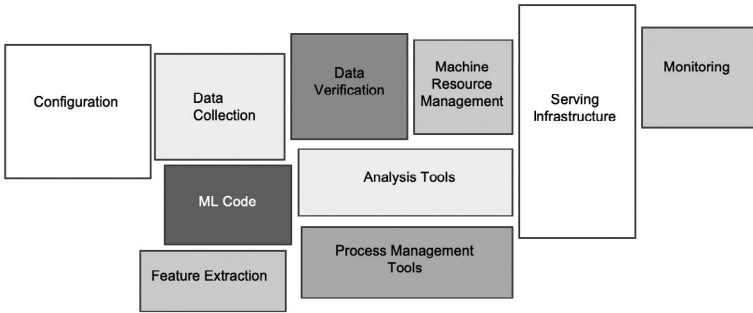 Configuration
Data
Collection
Data
Verification
Machine
Resource
Management
Serving
Infrastructure
Monitoring
ML Code
Analysis Tools
Feature Extraction
Process Management
Tools